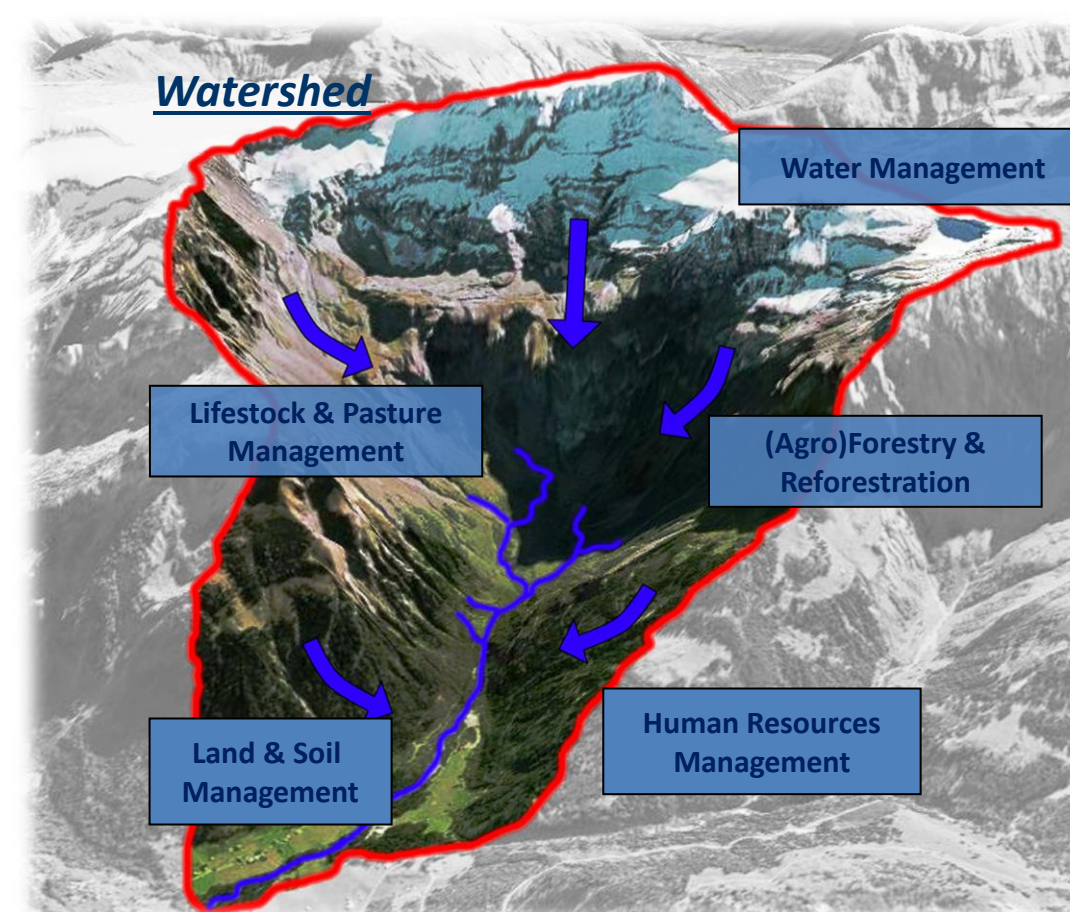 Watershed
Water Management
Lifestock & Pasture
Management
(Agro)Forestry &
Reforestration
Human Resources
Management
Land & Soil
Management